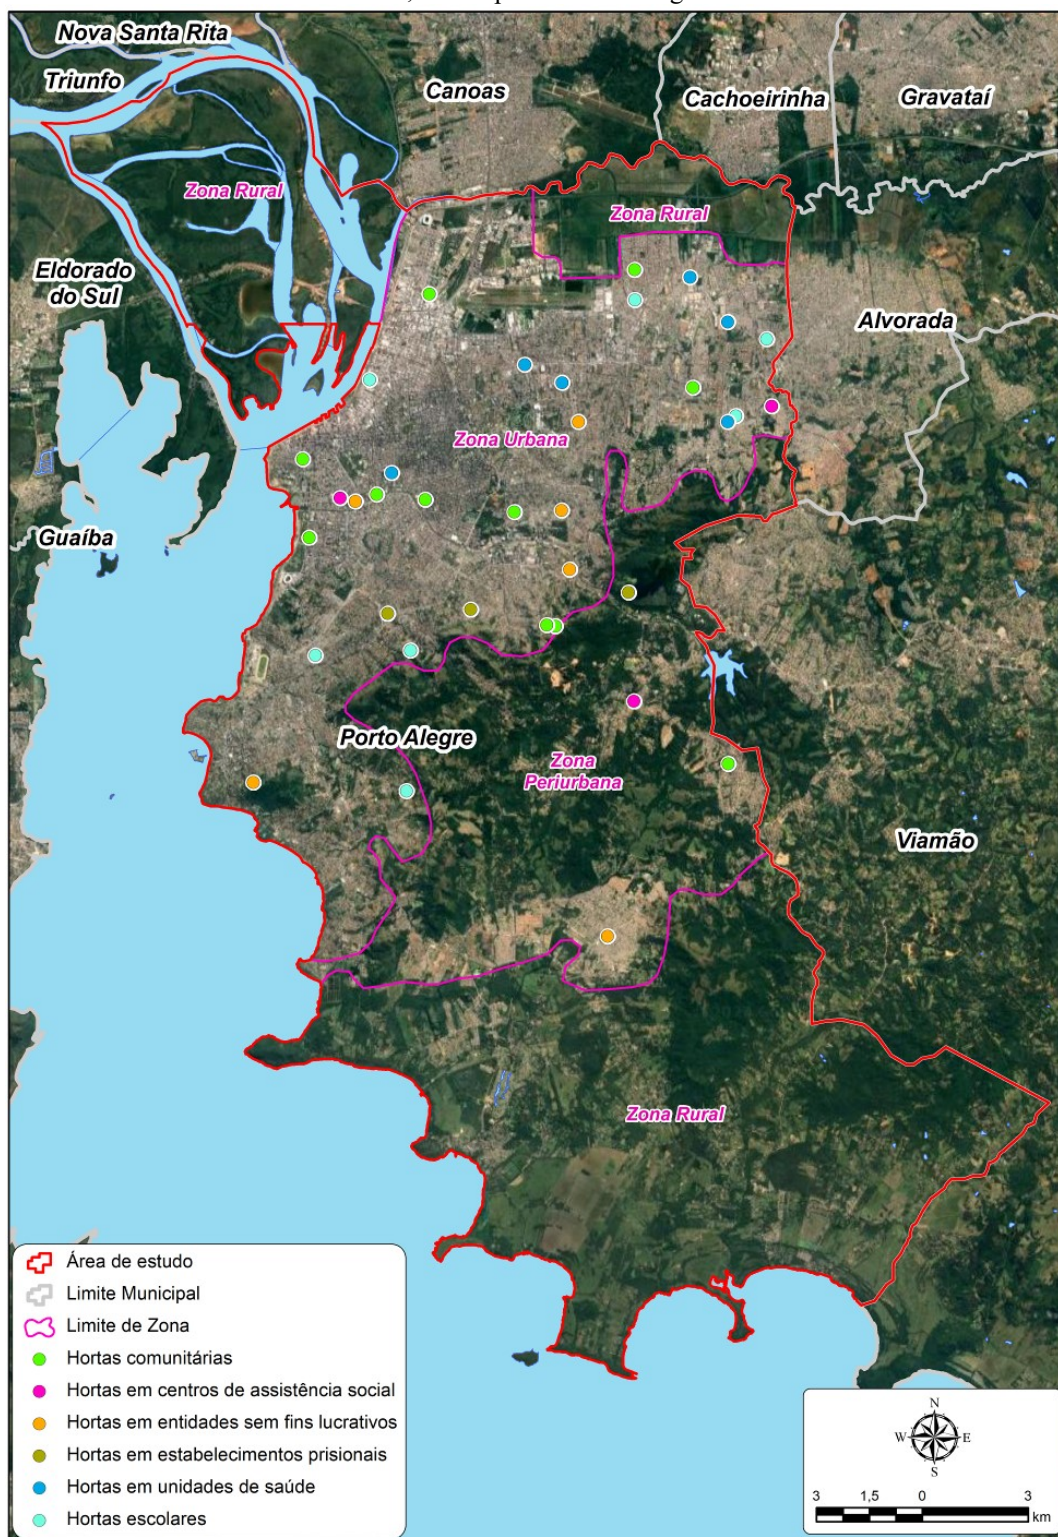 Nova Santa Rita
Triunfo
Canoas
Cachoeirinha
Gravataí
Zona Rural
Zona Rural
Eldorado
do Sul
Alvorada
Zona Urbana
Guaíba
Porto Alegre
Zona
Periurbana
Viamão
Zona Rural
Área de estudo
Limite Municipal
Limite de Zona
Hortas comunitárias
Hortas em centros de assistência social
Hortas em entidades sem fins lucrativos
Hortas em estabelecimentos prisionais
Hortas em unidades de saúde
Hortas escolares
N
W E
S
3 1,5 0 3
km